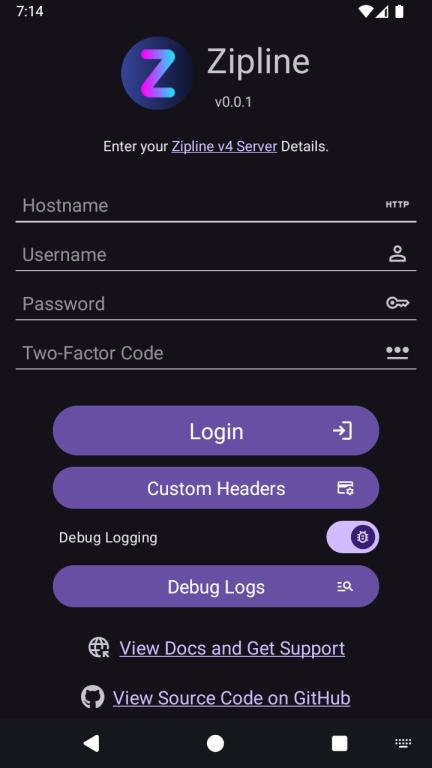 7:14
Z
Zipline
v0.0.1
Enter your Zipline v4 Server Details.
Hostname HTTP
Username
Password
Two-Factor Code
Login
Custom Headers
Debug Logging
Debug Logs
View Docs and Get Support
View Source Code on GitHub